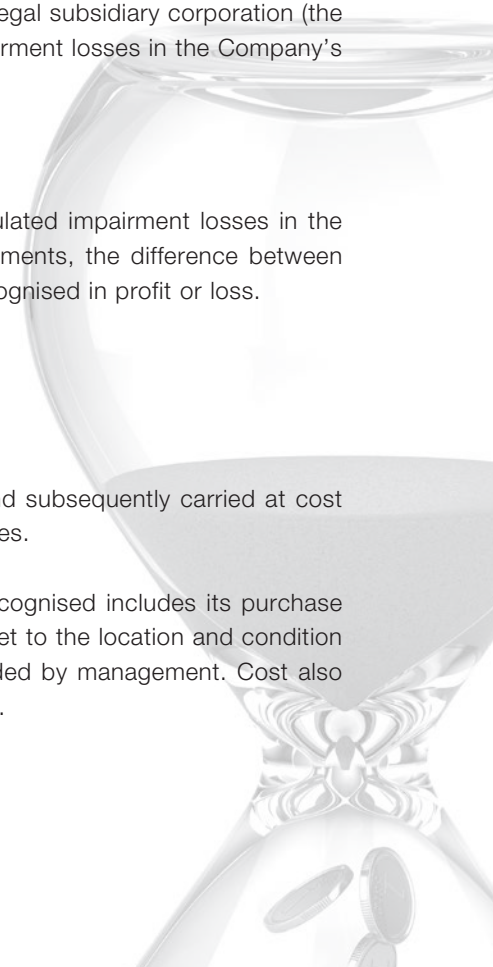 egal subsidiary corporation (the
rment losses in the Company's
ulated impairment losses in the
ments, the difference between
ognised in profit or loss.
nd subsequently carried at cost
es.
cognised includes its purchase
et to the location and condition
ded by management. Cost also
.